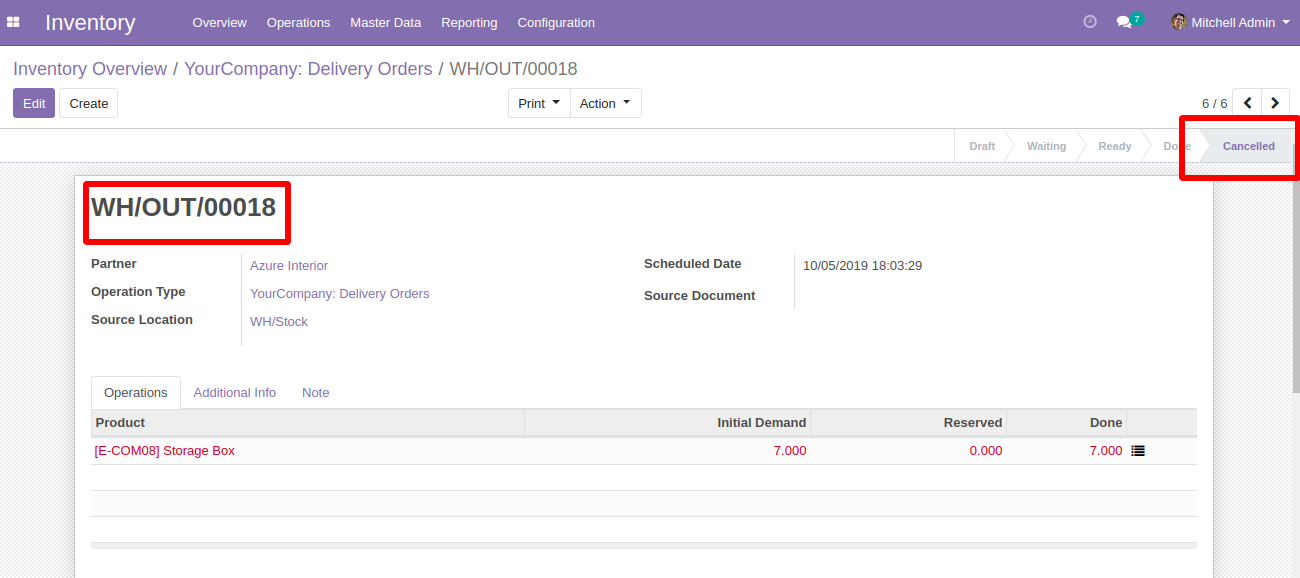 Inventory Overview Operations Master Data Reporting Configuration 7 Mitchell Admin
Inventory Overview / YourCompany: Delivery Orders / WH/OUT/00018
Edit Create Print Action 6 / 6
Draft Waiting Ready Done Cancelled
WH/OUT/00018
Partner Azure Interior Scheduled Date 10/05/2019 18:03:29
Operation Type YourCompany: Delivery Orders Source Document
Source Location WH/Stock
Operations Additional Info Note
Product Initial Demand Reserved Done
[E-COM08] Storage Box 7.000 0.000 7.000